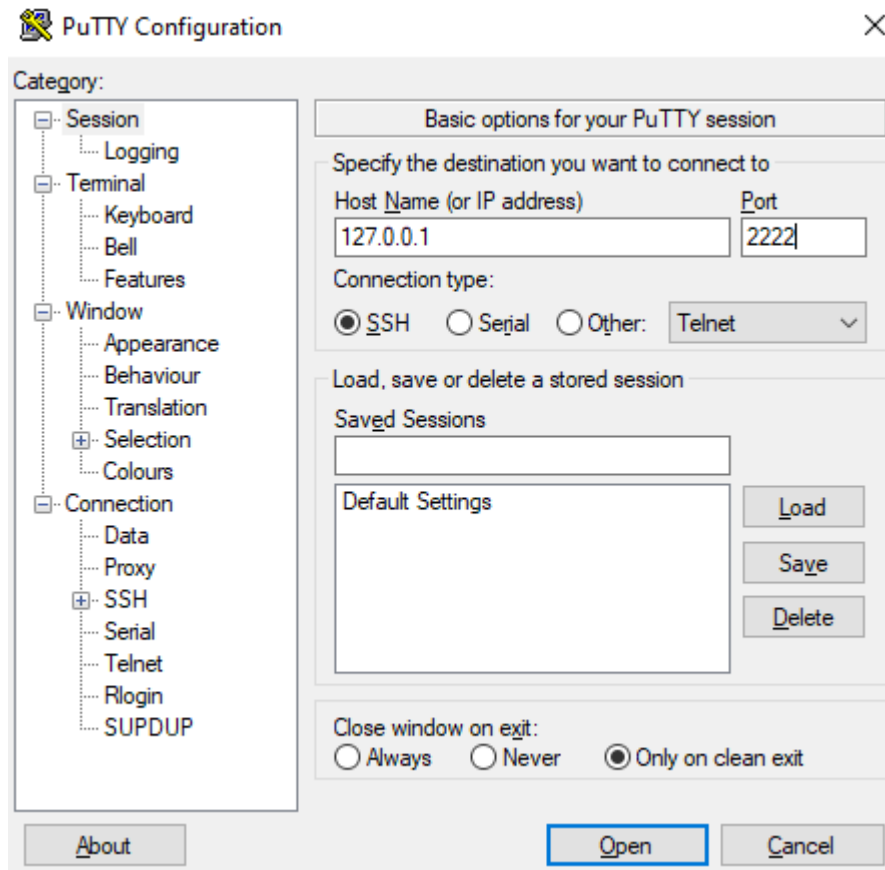 PuTTY Configuration
Category:
Session
Logging
Terminal
Keyboard
Bell
Features
Window
Appearance
Behaviour
Translation
Selection
Colours
Connection
Data
Proxy
SSH
Serial
Telnet
Rlogin
SUPDUP
Basic options for your PuTTY session
Specify the destination you want to connect to
Host Name (or IP address) Port
127.0.0.1 2222
Connection type:
SSH Serial Other: Telnet
Load, save or delete a stored session
Saved Sessions
Default Settings
Load
Save
Delete
Close window on exit:
Always Never Only on clean exit
About Open Cancel